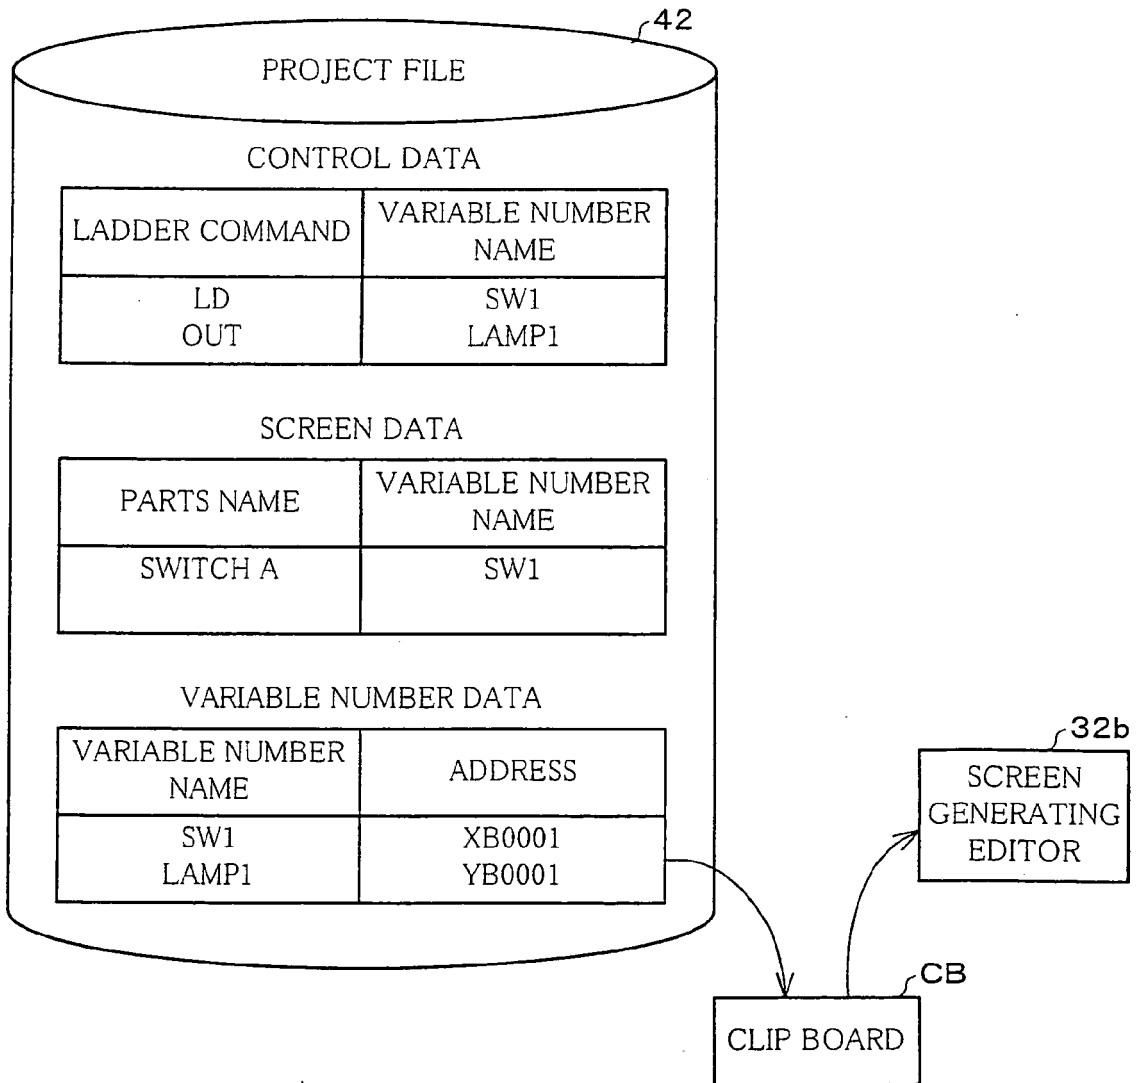 42
PROJECT FILE
CONTROL DATA
LADDER COMMAND
VARIABLE NUMBER
NAME
LD SW1
OUT LAMP1
SCREEN DATA
PARTS NAME
VARIABLE NUMBER
NAME
SWITCH A SW1
VARIABLE NUMBER DATA
VARIABLE NUMBER
NAME
ADDRESS
SW1 XB0001
LAMP1 YB0001
32b
SCREEN
GENERATING
EDITOR
CB
CLIP BOARD